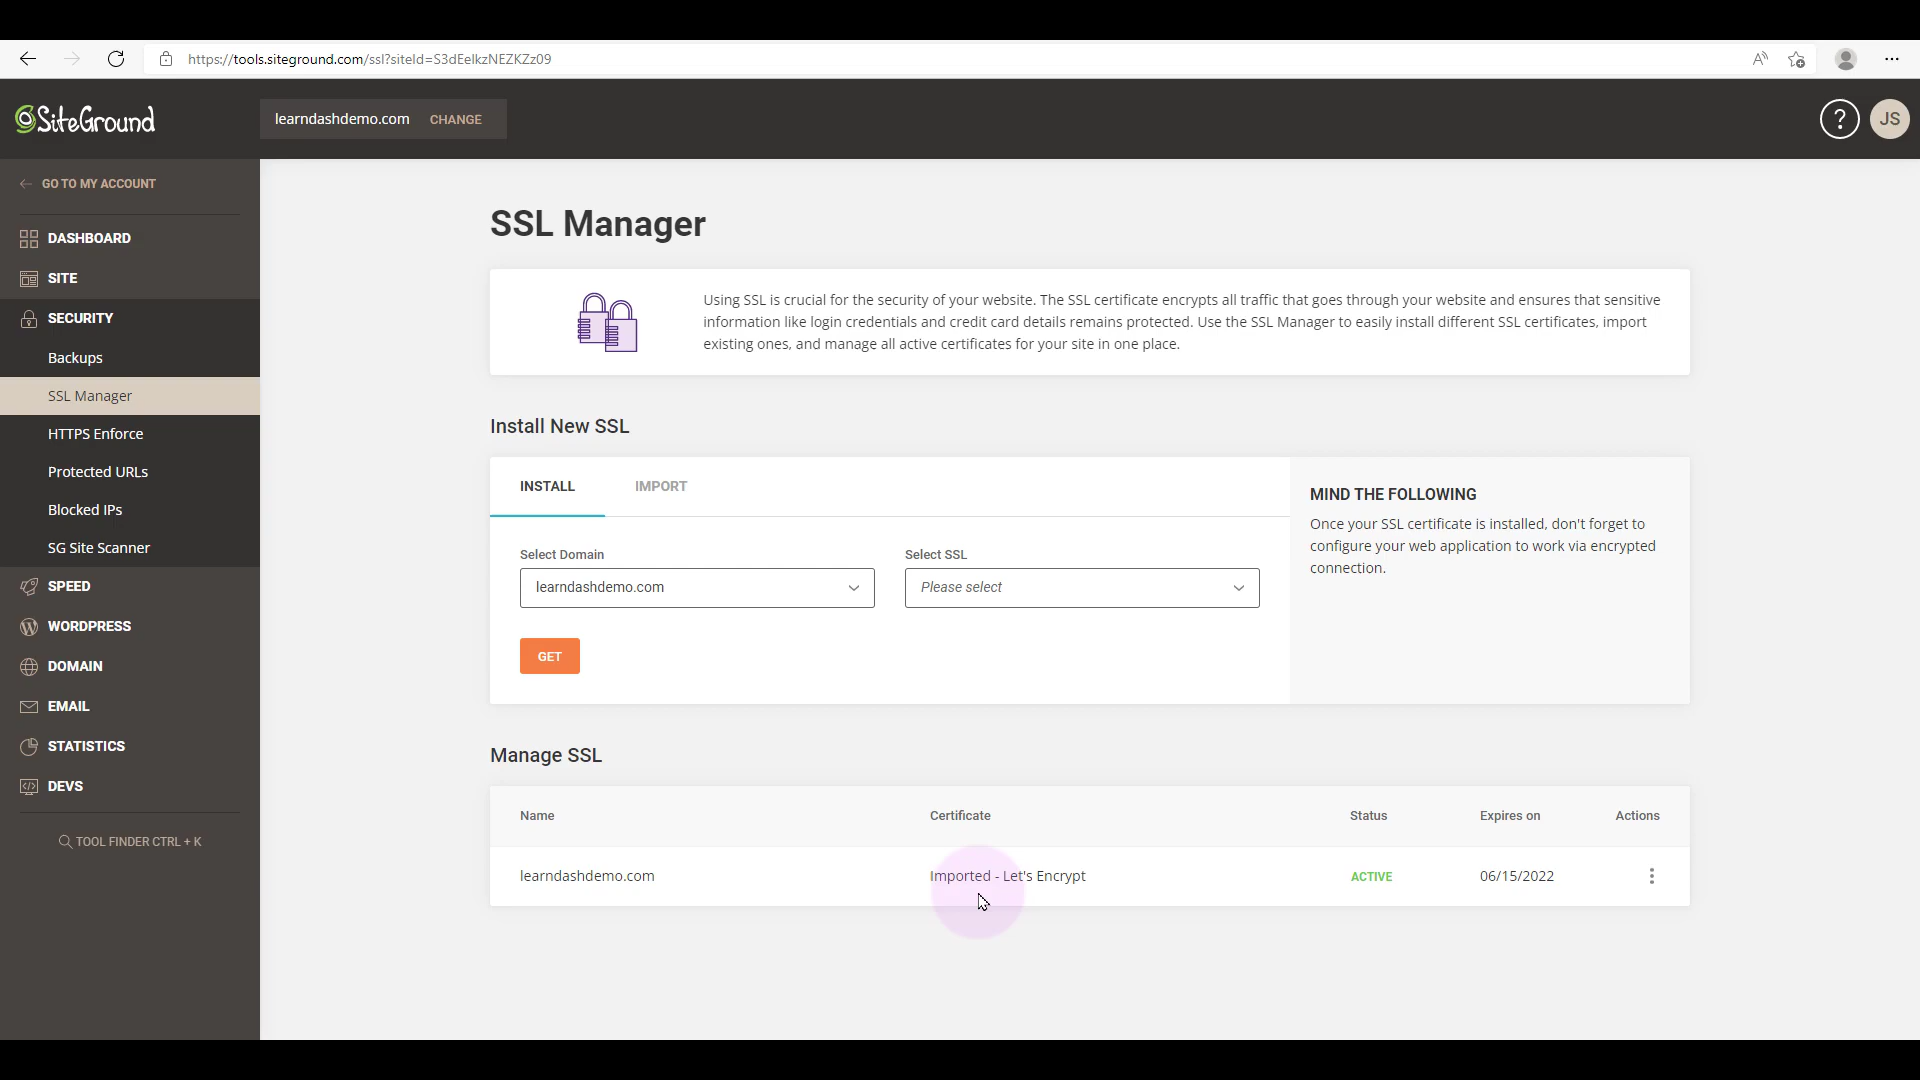 https://tools.siteground.com/ssl?siteId=S3dEelkzNEZKZz09
SiteGround
learndashdemo.com CHANGE
?
JS
GO TO MY ACCOUNT
DASHBOARD
SITE
SECURITY
Backups
SSL Manager
HTTPS Enforce
Protected URLs
Blocked IPs
SG Site Scanner
SPEED
WORDPRESS
DOMAIN
EMAIL
STATISTICS
DEVS
TOOL FINDER CTRL + K
SSL Manager
Using SSL is crucial for the security of your website. The SSL certificate encrypts all traffic that goes through your website and ensures that sensitive
information like login credentials and credit card details remains protected. Use the SSL Manager to easily install different SSL certificates, import
existing ones, and manage all active certificates for your site in one place.
Install New SSL
INSTALL IMPORT
Select Domain Select SSL
learndashdemo.com Please select
GET
MIND THE FOLLOWING
Once your SSL certificate is installed, don't forget to
configure your web application to work via encrypted
connection.
Manage SSL
Name Certificate Status Expires on Actions
learndashdemo.com Imported - Let's Encrypt ACTIVE 06/15/2022